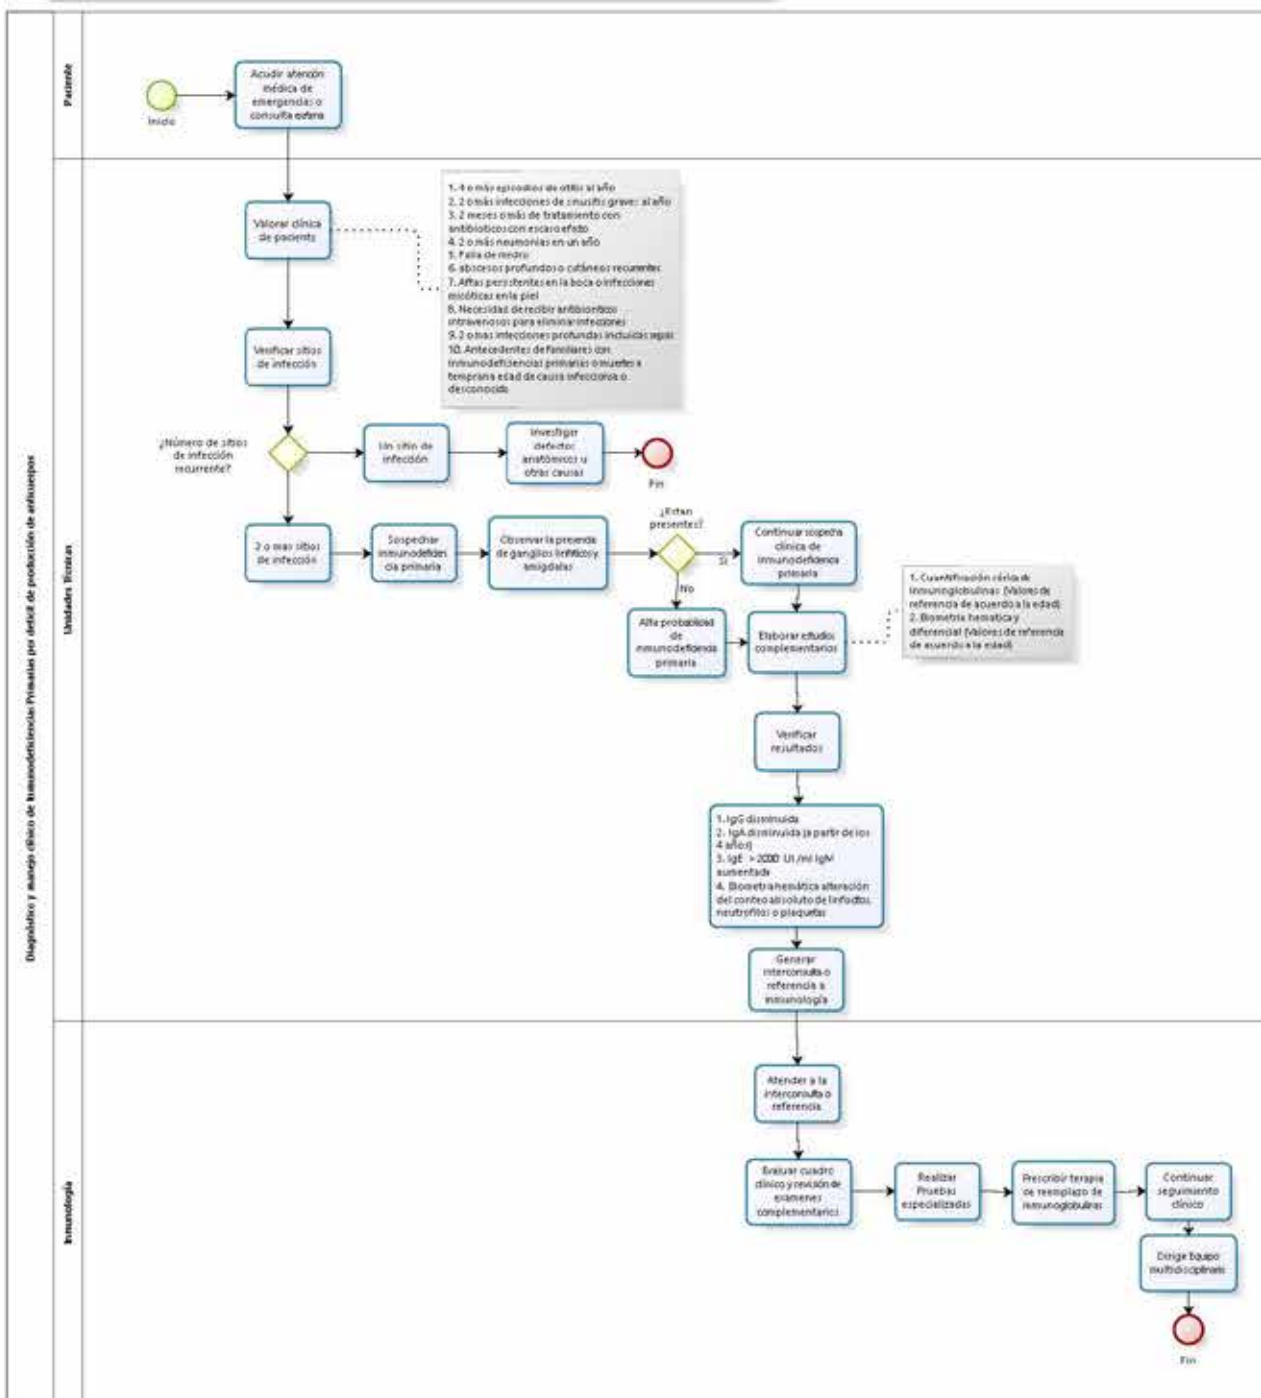 Diagnóstico y manejo clínico de Inmunodeficiencias Primarias por deficit de producción de anticuerpos
Paciente
Inicio
Acudir atención
médica de
emergencias o
consulta externa
Unidades Técnicas
Valorar clínica
de paciente
1. 4 o más episodios de otitis al año
2. 2 o más infecciones de sinusitis graves al año
3. 2 meses o más de tratamiento con
antibioticos con escaso efecto
4. 2 o más neumonías en un año
5. Falla de medro
6. abscesos profundos o cutáneos recurrentes
7. Aftas persistentes en la boca o infecciones
micóticas en la piel
8. Necesidad de recibir antibionticos
intravenosos para eliminar infecciones
9. 2 o mas infecciones profundas incluidas sepsis
10. Antecedentes de familiares con
inmunodeficiencias primarias o muertes a
temprana edad de causa infecciosa o
desconocida
Verificar sitios
de infección
¿Número de sitios
de infección
recurrente?
Un sitio de
infección
Investigar
defectos
anatómicos u
otras causas
Fin
2 o mas sitios
de infección
Sospechar
inmunodeficien
cia primaria
Observar la presencia
de ganglios linfáticos y
amígdalas
¿Estan
presentes?
Si
No
Continuar sospecha
clínica de
inmunodeficiencia
primaria
Alta probabilidad
de
inmunodeficiencia
primaria
Elaborar estudios
complementarios
1. Cuantificación sérica de
inmunoglobulinas (Valores de
referencia de acuerdo a la edad)
2. Biometría hematica y
diferencial (Valores de referencia
de acuerdo a la edad)
Verificar
resultados
1. IgG disminuida
2. IgA disminuida (a partir de los
4 años)
3. IgE > 2000 UI /ml IgM
aumentada
4. Biometra hemática alteración
del conteo absoluto de linfocitos,
neutrofilos o plaquetas
Generar
interconsulta o
referencia a
inmunología
Inmunología
Atender a la
interconsulta o
referencia
Evaluar cuadro
clínico y revisión de
exámenes
complementarios
Realizar
Pruebas
especializadas
Prescribir terapia
de reemplazo de
inmunoglobulinas
Continuar
seguimiento
clínico
Dirige Equipo
multidisciplinario
Fin